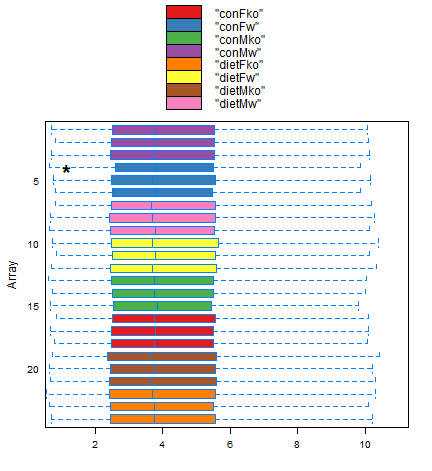 "conFko"
"conFw"
"conMko"
"conMw"
"dietFko"
"dietFw"
"dietMko"
"dietMw"
*
5
10
15
20
Array
2 4 6 8 10